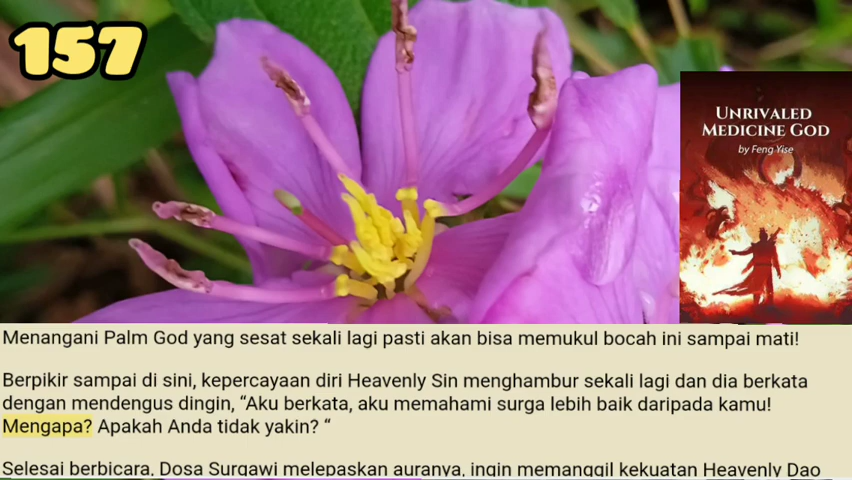 157
UNRIVALED
MEDICINE GOD
by Feng Yise
Menangani Palm God yang sesat sekali lagi pasti akan bisa memukul bocah ini sampai mati!
Berpikir sampai di sini, kepercayaan diri Heavenly Sin menghambur sekali lagi dan dia berkata
dengan mendengus dingin, “Aku berkata, aku memahami surga lebih baik daripada kamu!
Mengapa? Apakah Anda tidak yakin? “
Selesai berbicara, Dosa Surgawi melepaskan auranya, ingin memanggil kekuatan Heavenly Dao